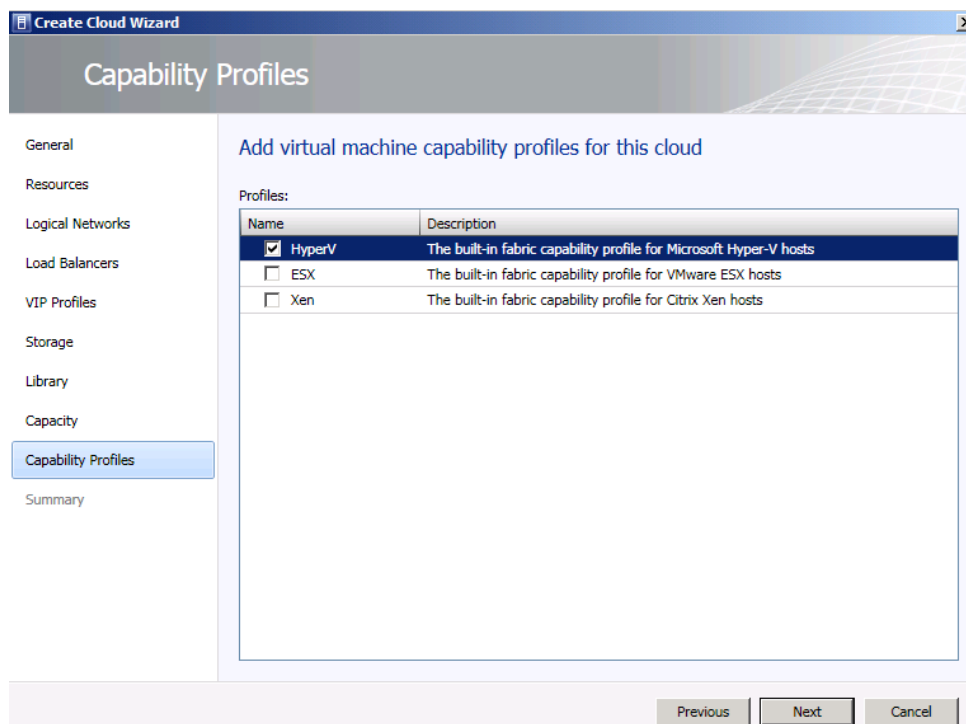 Create Cloud Wizard
Capability Profiles
General
Resources
Logical Networks
Load Balancers
VIP Profiles
Storage
Library
Capacity
Capability Profiles
Summary
Add virtual machine capability profiles for this cloud
Profiles:
Name Description
HyperV The built-in fabric capability profile for Microsoft Hyper-V hosts
ESX The built-in fabric capability profile for VMware ESX hosts
Xen The built-in fabric capability profile for Citrix Xen hosts
Previous Next Cancel